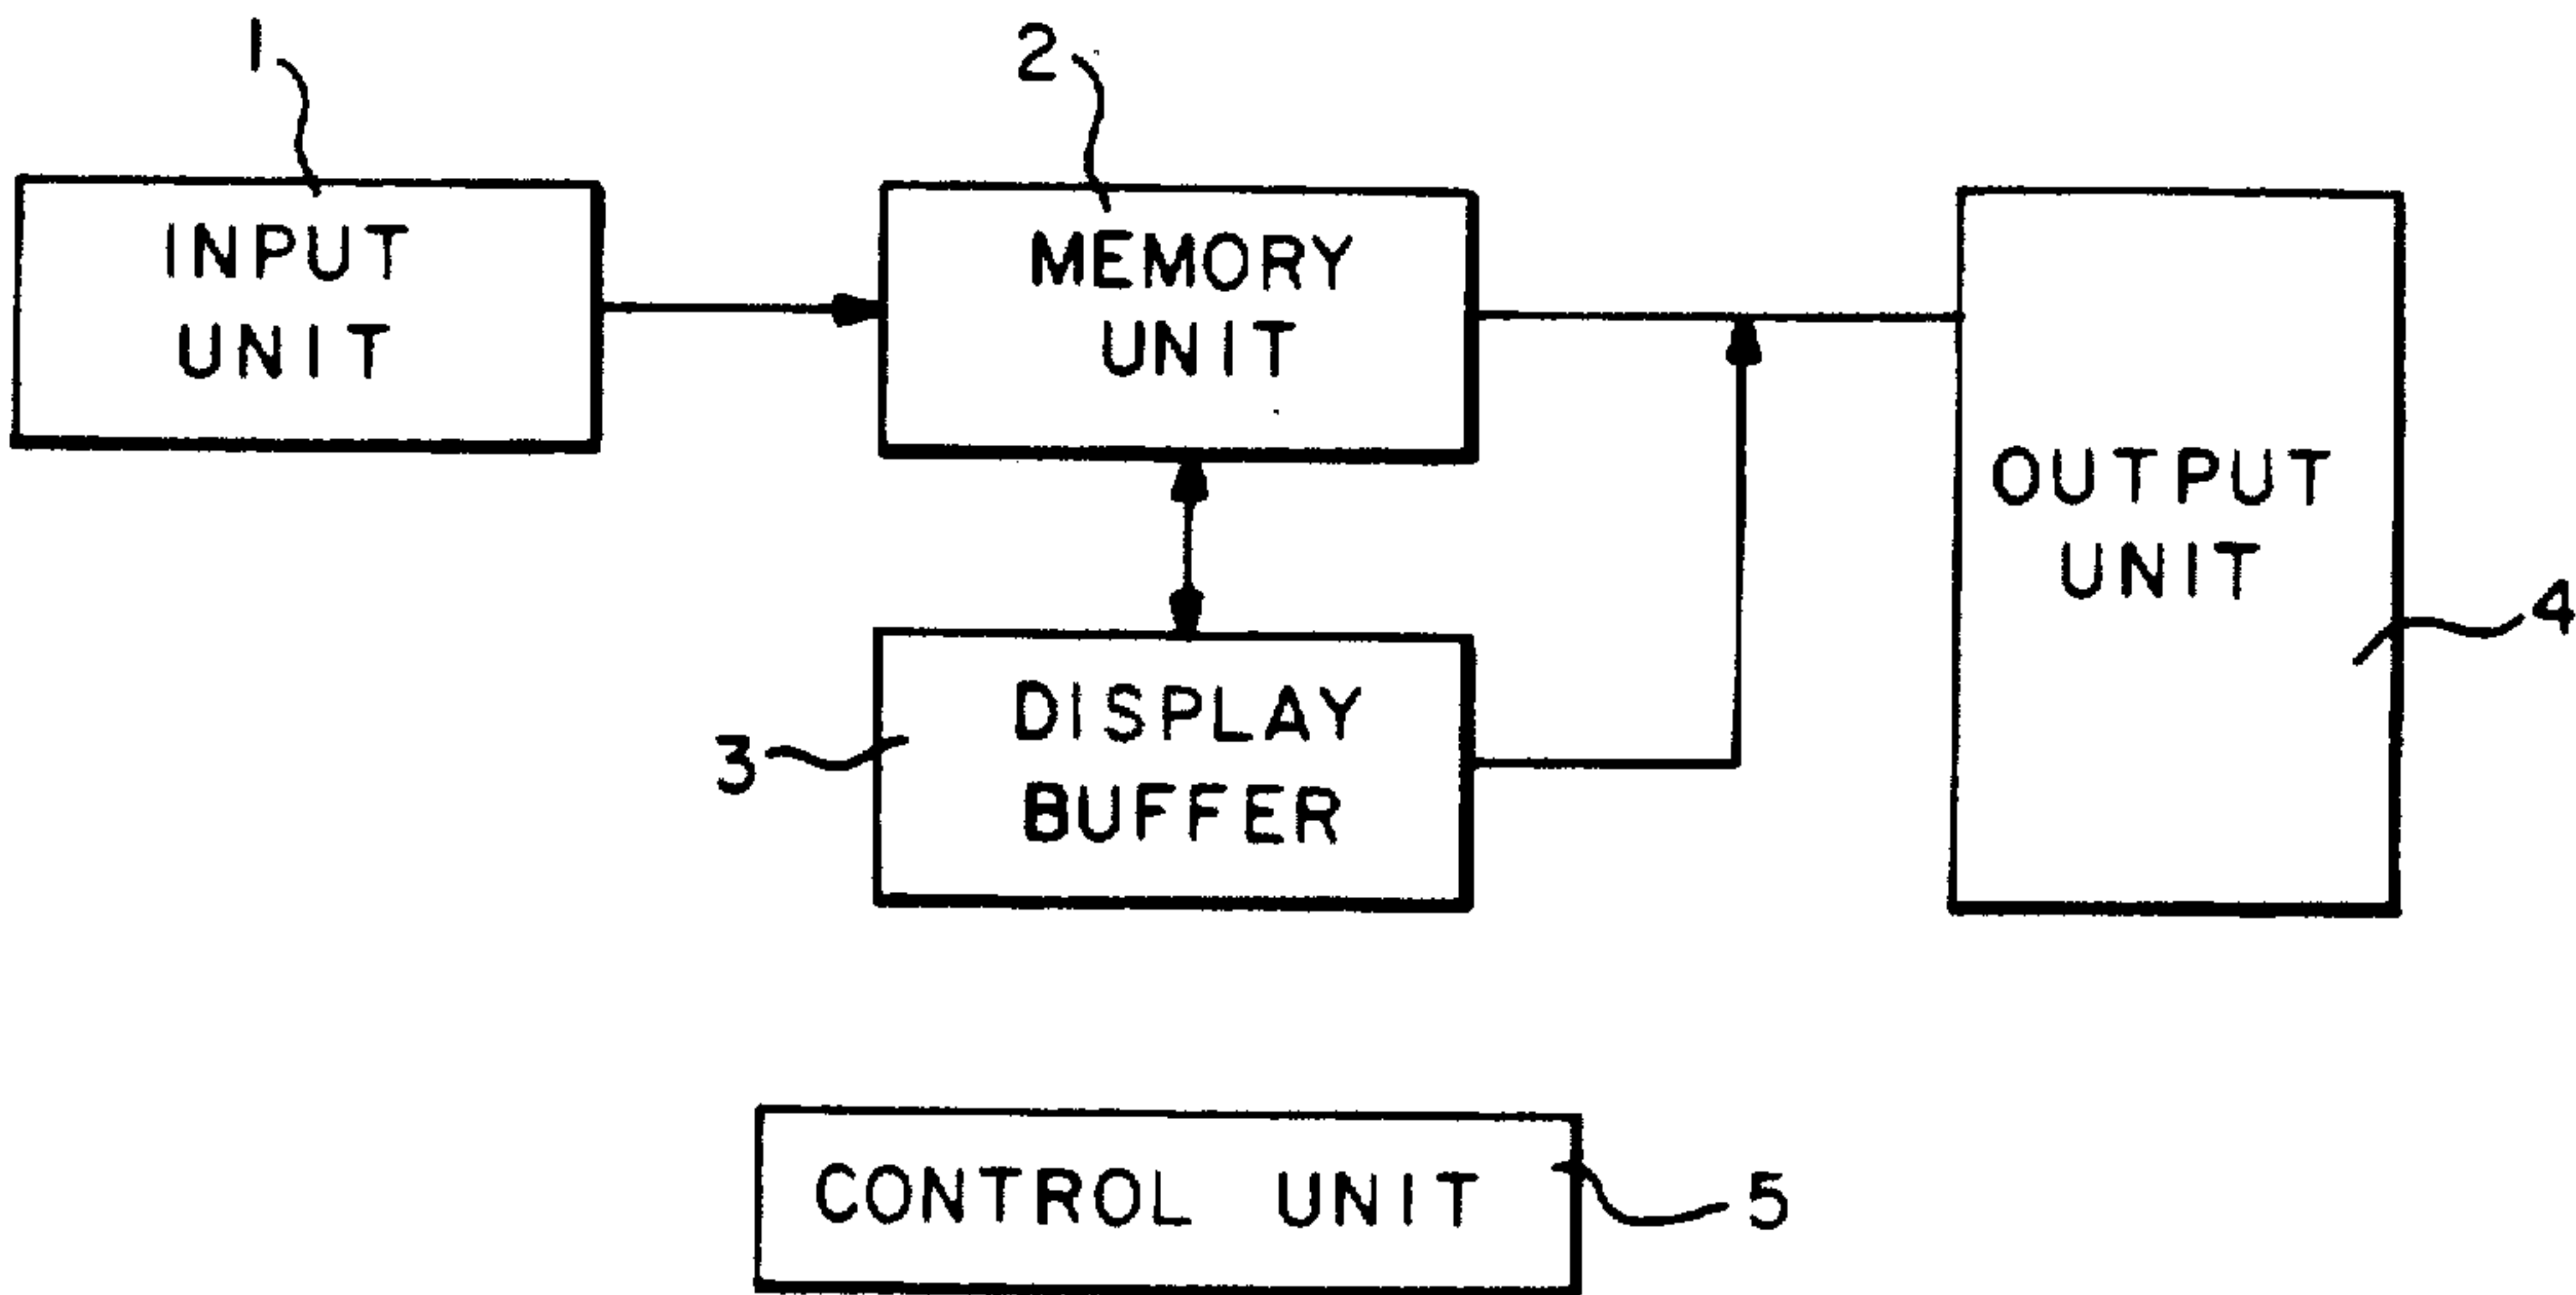 1
2
INPUT
UNIT
MEMORY
UNIT
OUTPUT
UNIT
4
3
DISPLAY
BUFFER
CONTROL UNIT
5